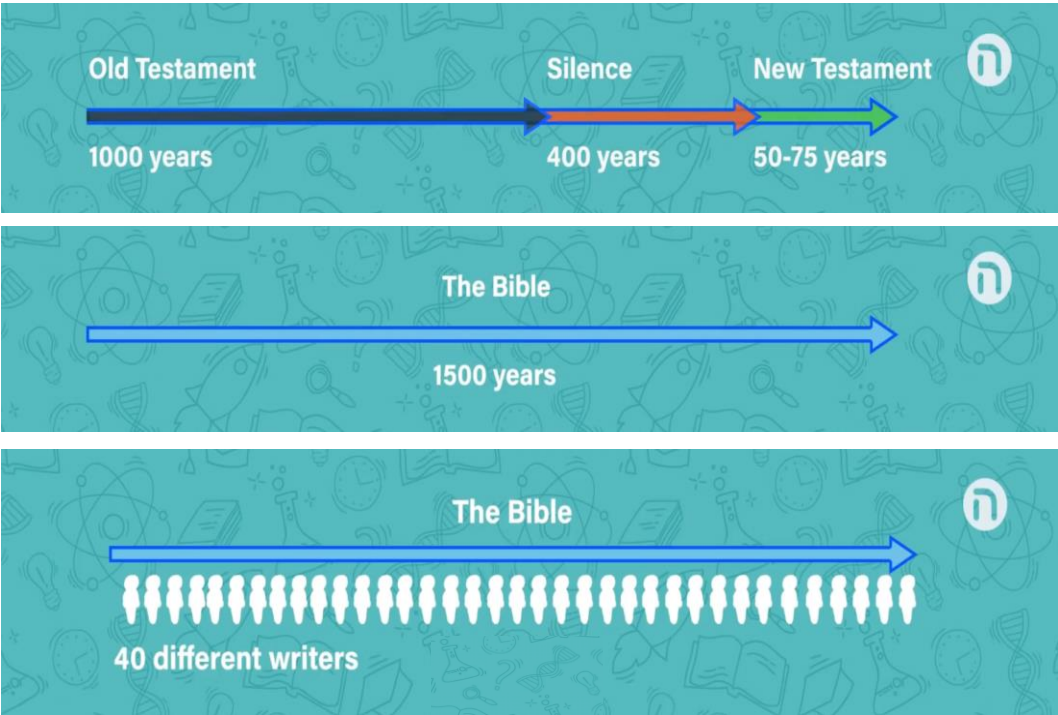 Old Testament Silence New Testament
1000 years 400 years 50-75 years
The Bible
1500 years
The Bible
40 different writers